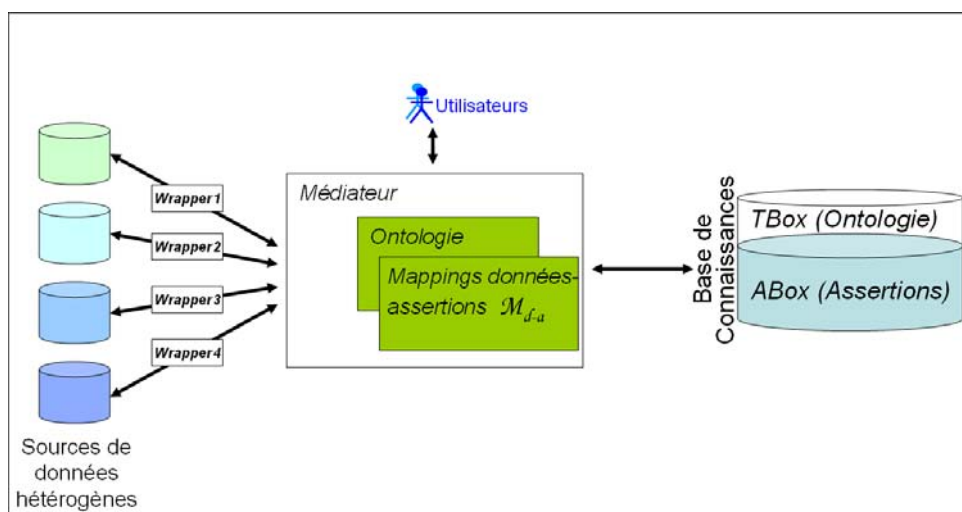 Utilisateurs
Wrapper1
Wrapper2
Wrapper3
Wrapper4
Sources de
données
hétérogènes
Médiateur
Ontologie
Mappings données-
assertions M d-a
Base de
Connaissances
TBox (Ontologie)
ABox (Assertions)